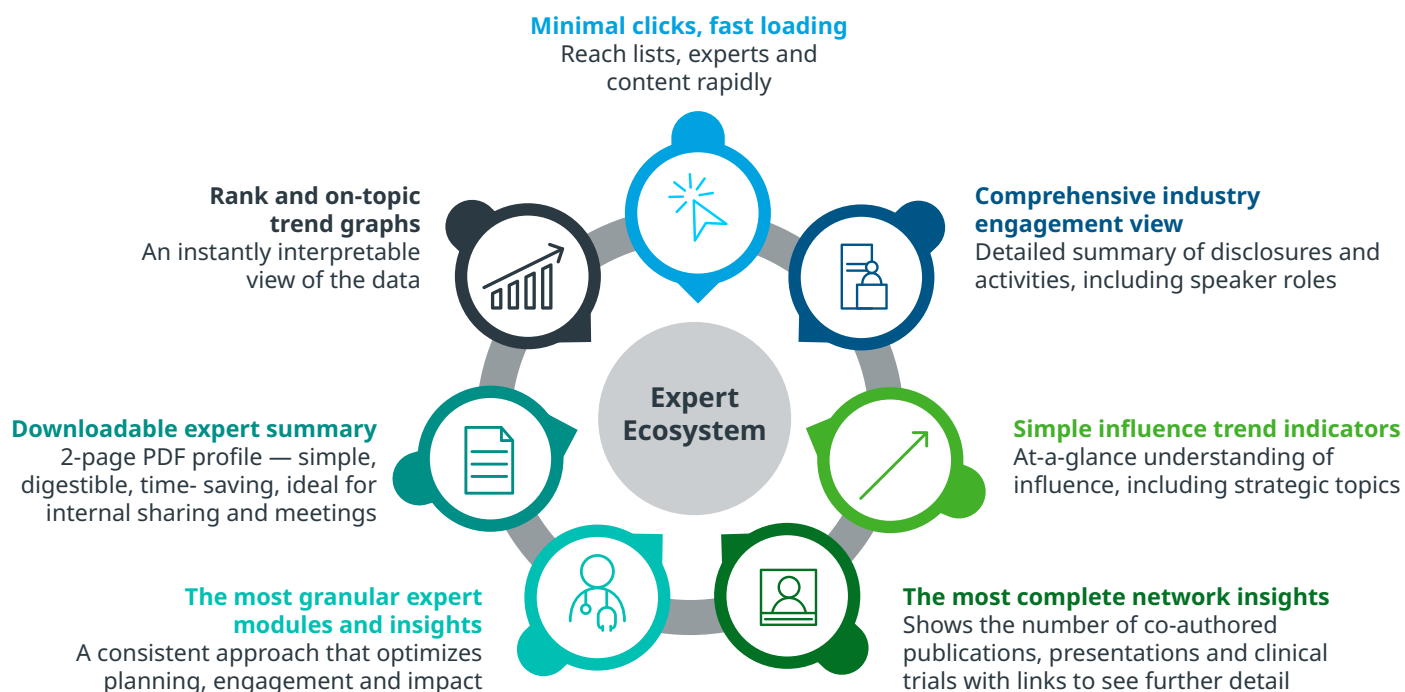 Minimal clicks, fast loading
Reach lists, experts and
content rapidly
Rank and on-topic
trend graphs
An instantly interpretable
view of the data
Comprehensive industry
engagement view
Detailed summary of disclosures and
activities, including speaker roles
Expert
Ecosystem
Downloadable expert summary
2-page PDF profile — simple,
digestible, time- saving, ideal for
internal sharing and meetings
Simple influence trend indicators
At-a-glance understanding of
influence, including strategic topics
The most granular expert
modules and insights
A consistent approach that optimizes
planning, engagement and impact
The most complete network insights
Shows the number of co-authored
publications, presentations and clinical
trials with links to see further detail